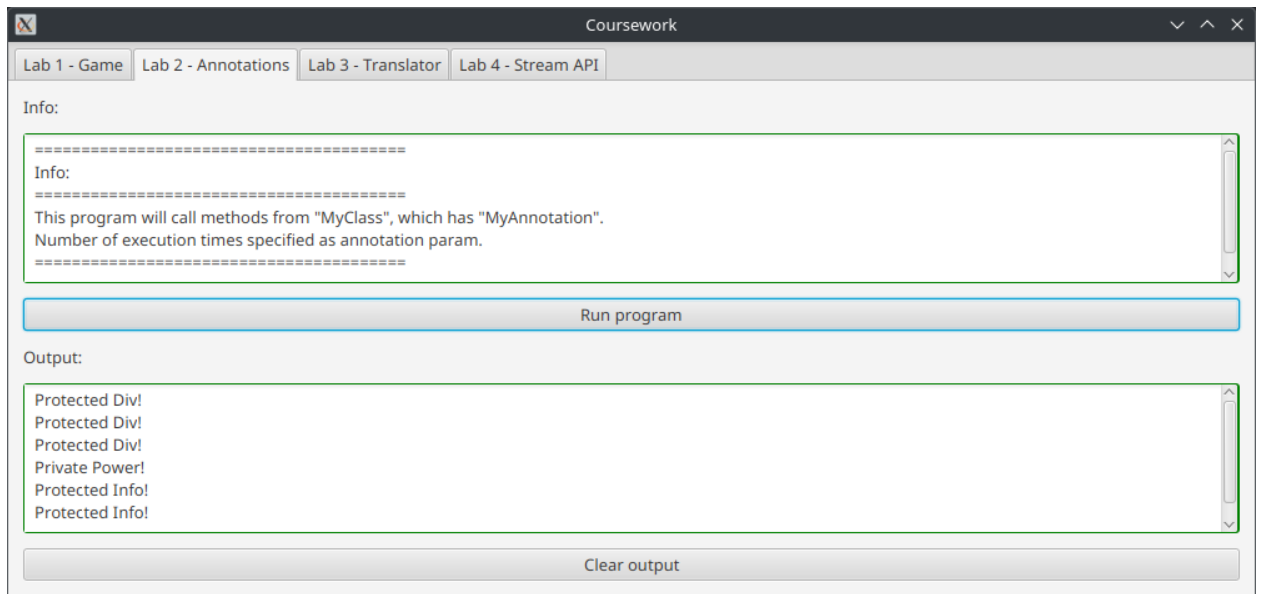 Coursework
Lab 1 - Game
Lab 2 - Annotations
Lab 3 - Translator
Lab 4 - Stream API
Info:
========================================
Info:
========================================
This program will call methods from "MyClass", which has "MyAnnotation".
Number of execution times specified as annotation param.
========================================
Run program
Output:
Protected Div!
Protected Div!
Protected Div!
Private Power!
Protected Info!
Protected Info!
Clear output